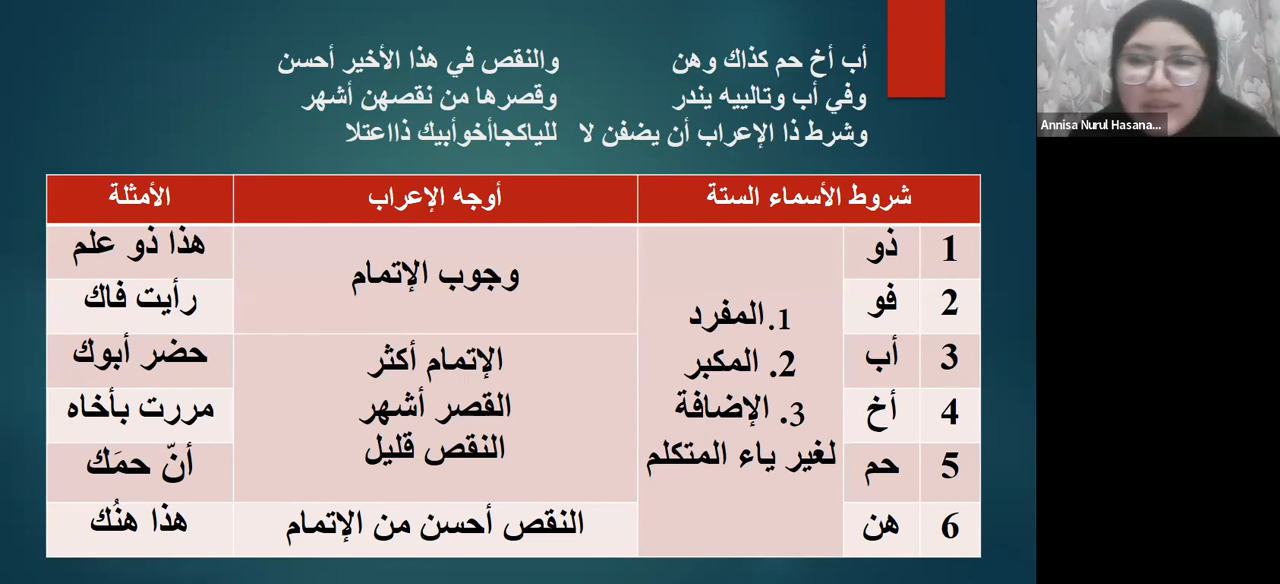 أب أخ حم كذاك وهن والنقص في هذا الأخير أحسن
وفي أب وتالييه يندر وقصرها من نقصهن أشهر
وشرط ذا الإعراب أن يضفن لا للياكجاأخوأبيك ذااعتلا
شروط الأسماء الستة أوجه الإعراب الأمثلة
1 ذو
2 فو
3 أب
4 أخ
5 حم
6 هن
1. المفرد
2. المكبر
3. الإضافة
لغير ياء المتكلم
وجوب الإتمام
الإتمام أكثر
القصر أشهر
النقص قليل
النقص أحسن من الإتمام
هذا ذو علم
رأيت فاك
حضر أبوك
مررت بأخاه
أنّ حمَك
هذا هنُك
Annisa Nurul Hasana...